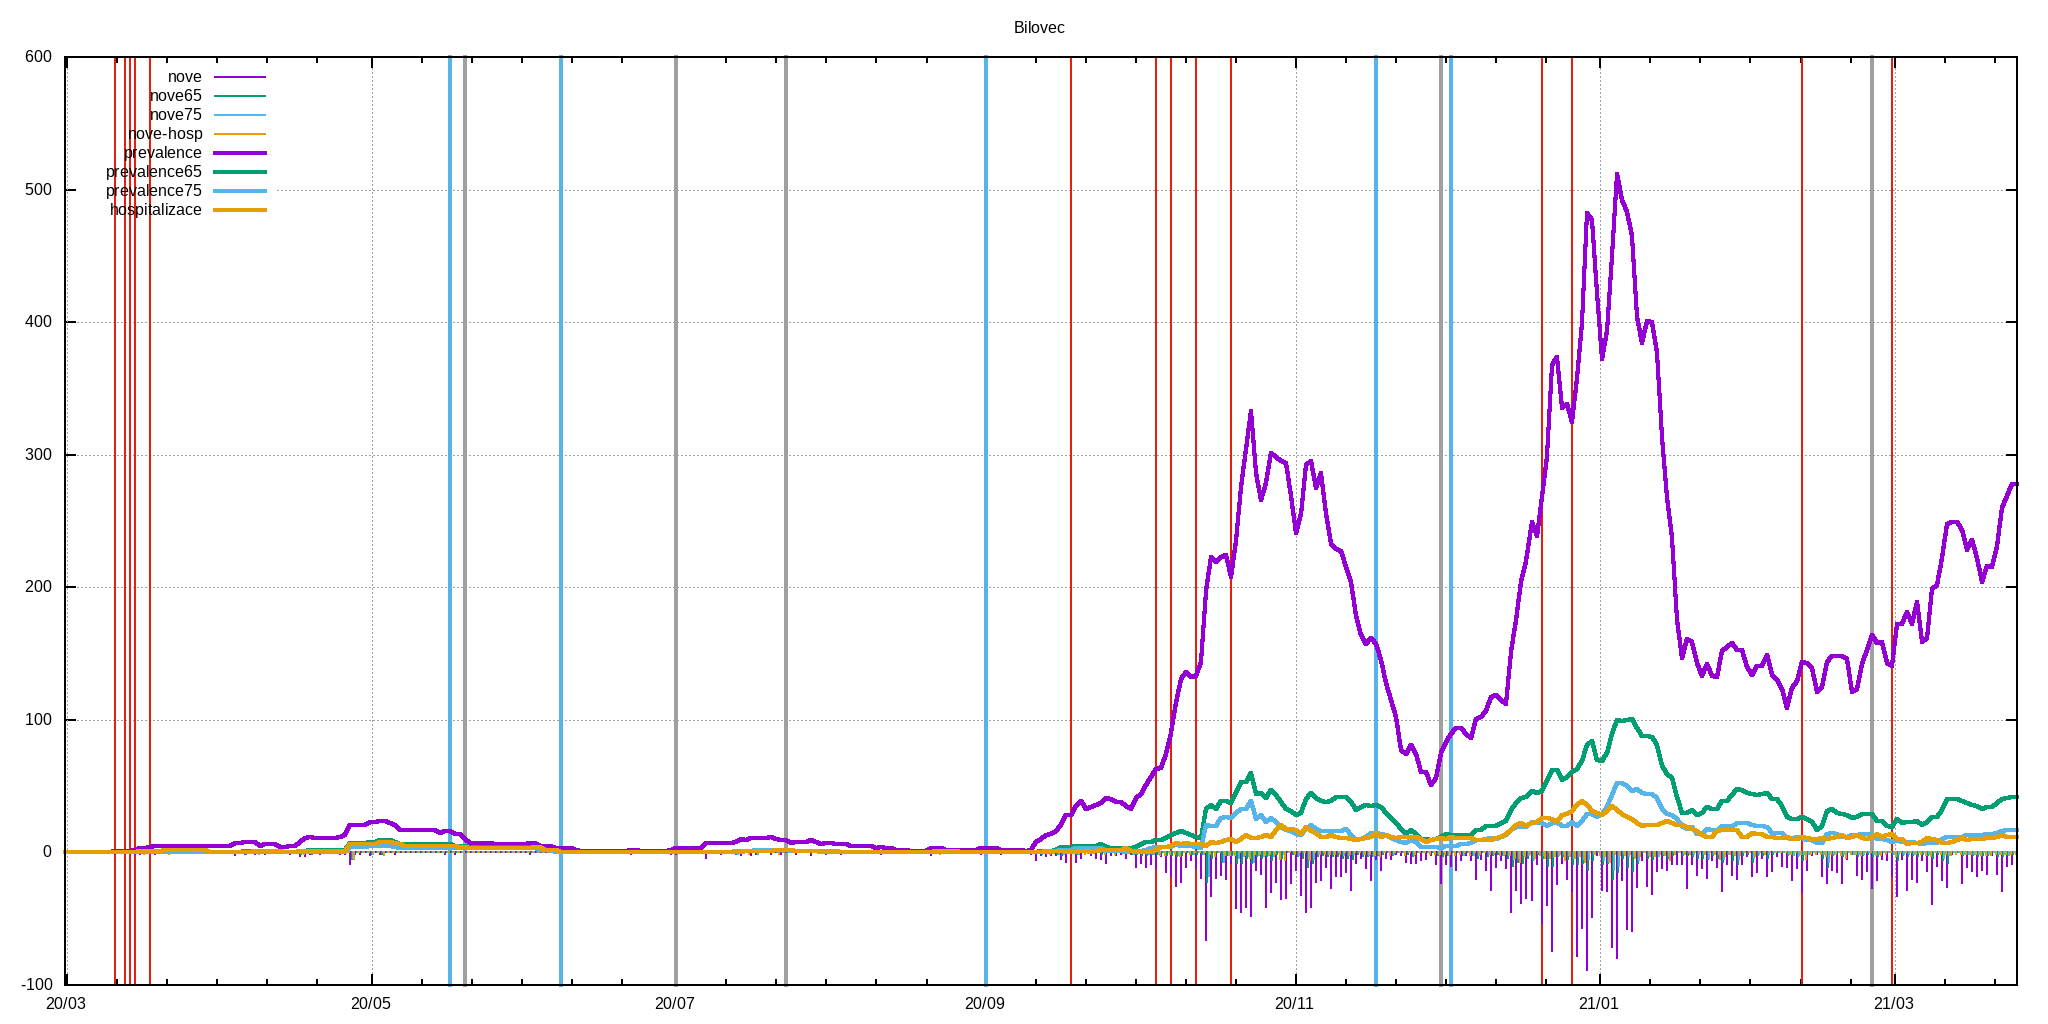 Bilovec
600
500
400
300
200
100
0
-100
nove
nove65
nove75
nove-hosp
prevalence
prevalence65
prevalence75
hospitalizace
20/03 20/05 20/07 20/09 20/11 21/01 21/03